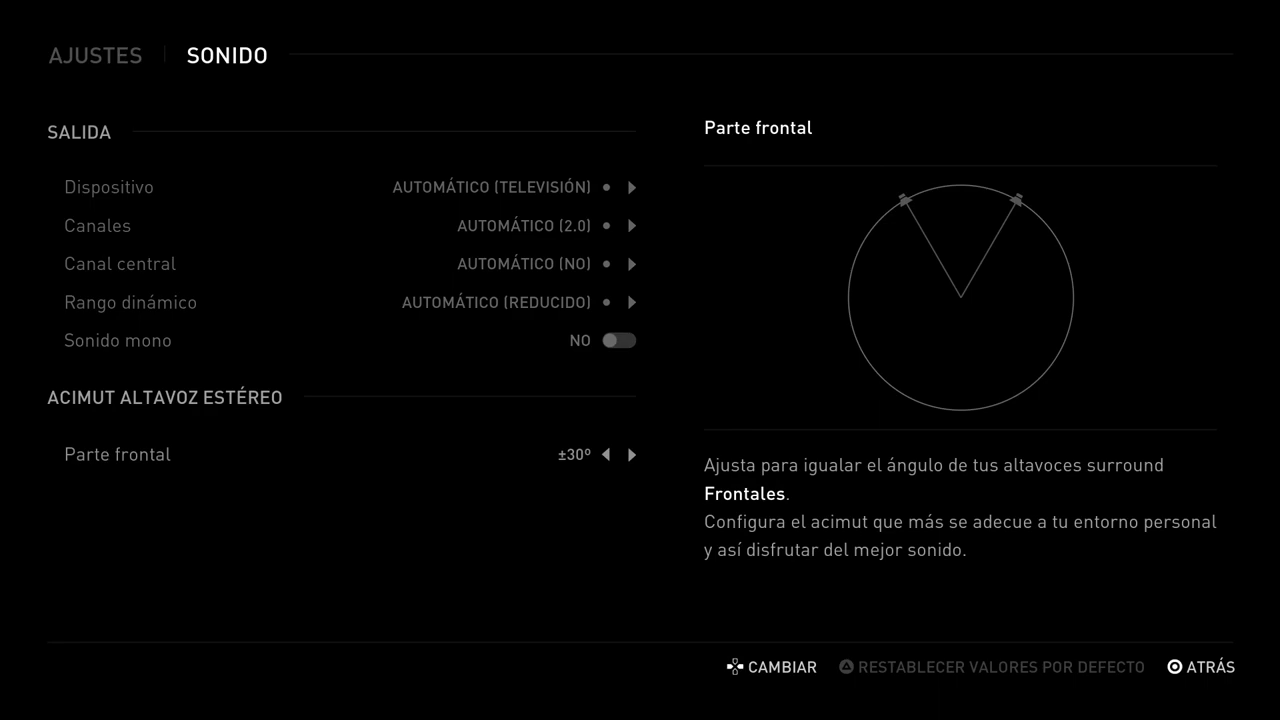 AJUSTES | SONIDO
SALIDA
Dispositivo AUTOMÁTICO (TELEVISIÓN)
Canales AUTOMÁTICO (2.0)
Canal central AUTOMÁTICO (NO)
Rango dinámico AUTOMÁTICO (REDUCIDO)
Sonido mono NO
ACIMUT ALTAVOZ ESTÉREO
Parte frontal ±30º
Parte frontal
Ajusta para igualar el ángulo de tus altavoces surround
Frontales.
Configura el acimut que más se adecue a tu entorno personal
y así disfrutar del mejor sonido.
CAMBIAR RESTABLECER VALORES POR DEFECTO ATRÁS